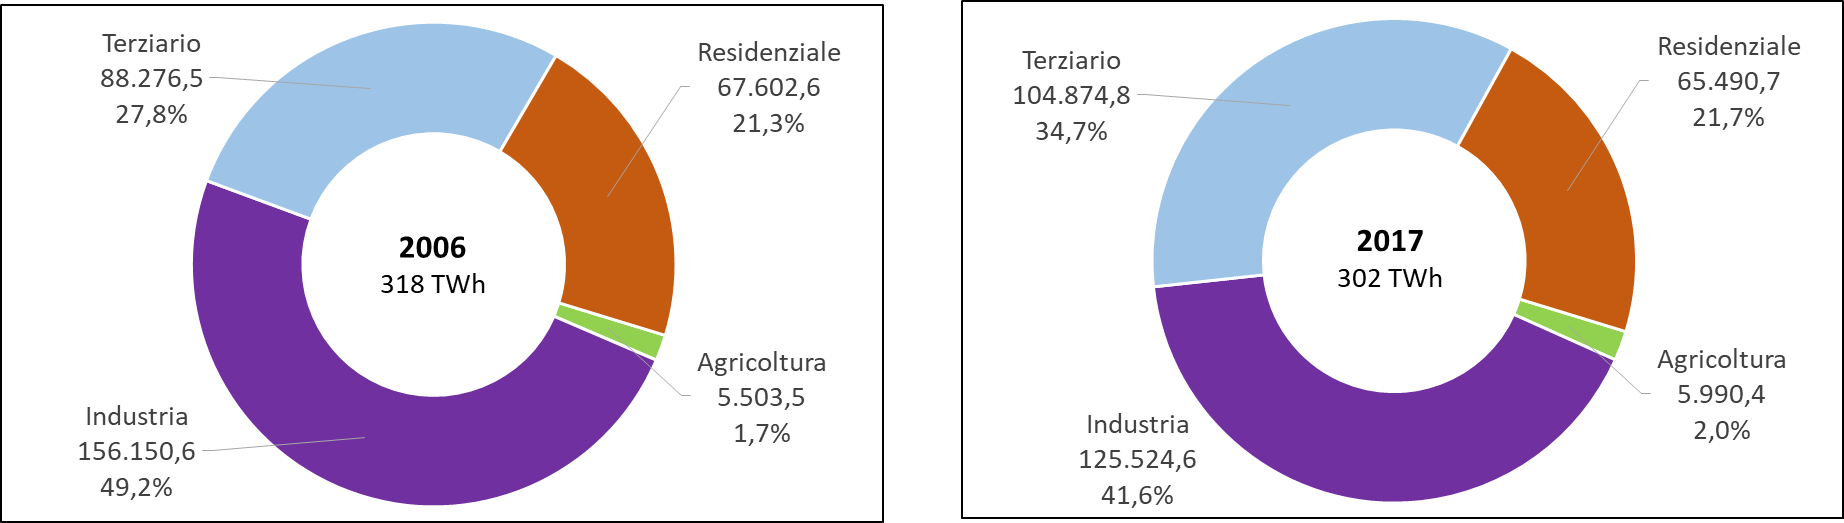 Terziario
88.276,5
27,8%
Residenziale
67.602,6
21,3%
2006
318 TWh
Agricoltura
5.503,5
1,7%
Industria
156.150,6
49,2%
Terziario
104.874,8
34,7%
Residenziale
65.490,7
21,7%
2017
302 TWh
Agricoltura
5.990,4
2,0%
Industria
125.524,6
41,6%